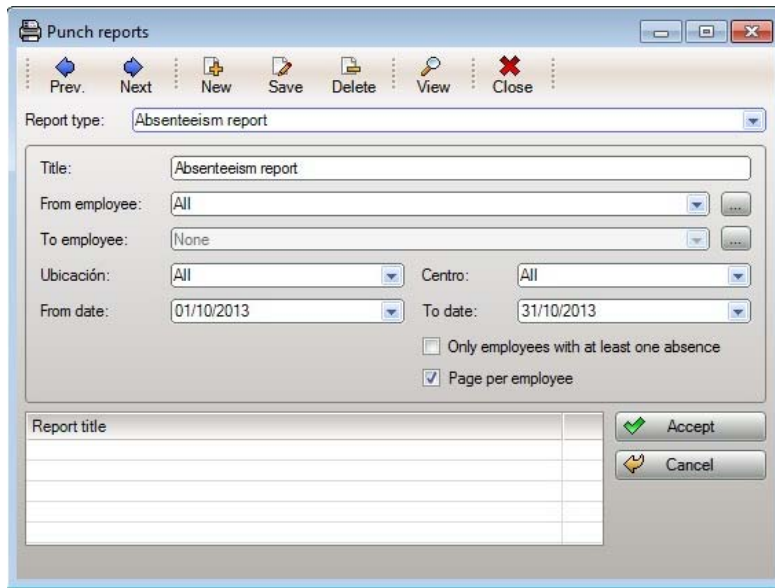 Punch reports
Prev. Next New Save Delete View Close
Report type: Absenteeism report
Title: Absenteeism report
From employee: All ...
To employee: None ...
Ubicación: All Centro: All
From date: 01/10/2013 To date: 31/10/2013
Only employees with at least one absence
Page per employee
Report title
Accept
Cancel